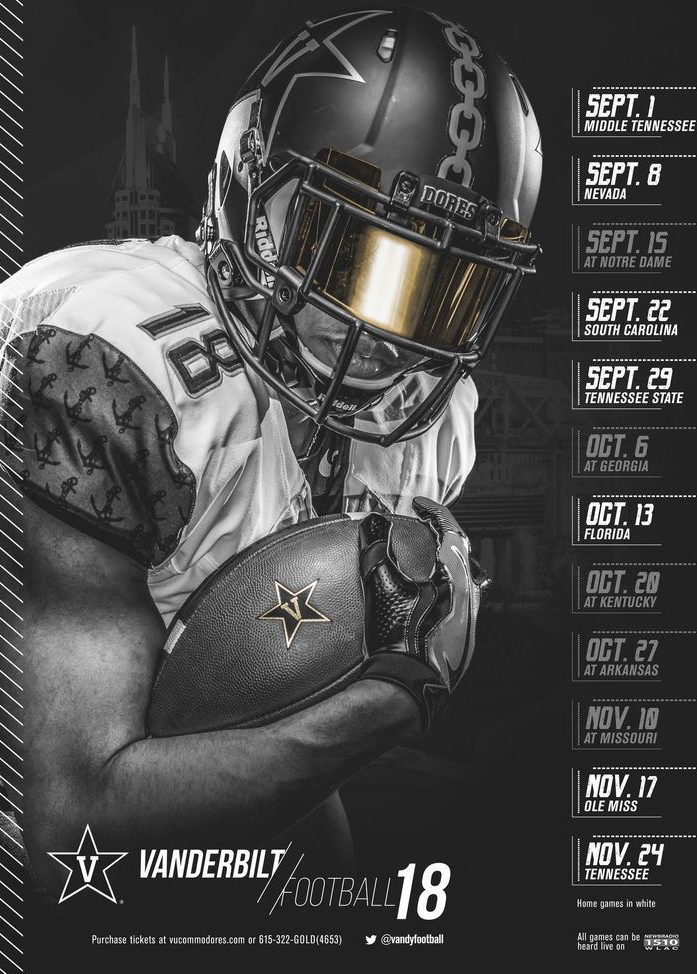 DORES
Riddell
18
Riddell
V
SEPT. 1
MIDDLE TENNESSEE
SEPT. 8
NEVADA
SEPT. 15
AT NOTRE DAME
SEPT. 22
SOUTH CAROLINA
SEPT. 29
TENNESSEE STATE
OCT. 6
AT GEORGIA
OCT. 13
FLORIDA
OCT. 20
AT KENTUCKY
OCT. 27
AT ARKANSAS
NOV. 10
AT MISSOURI
NOV. 17
OLE MISS
NOV. 24
TENNESSEE
Home games in white
All games can be
heard live on
NEWSRADIO
1510
WLAC
V
VANDERBILT/FOOTBALL18
Purchase tickets at vucommodores.com or 615-322-GOLD(4653) @vandyfootball